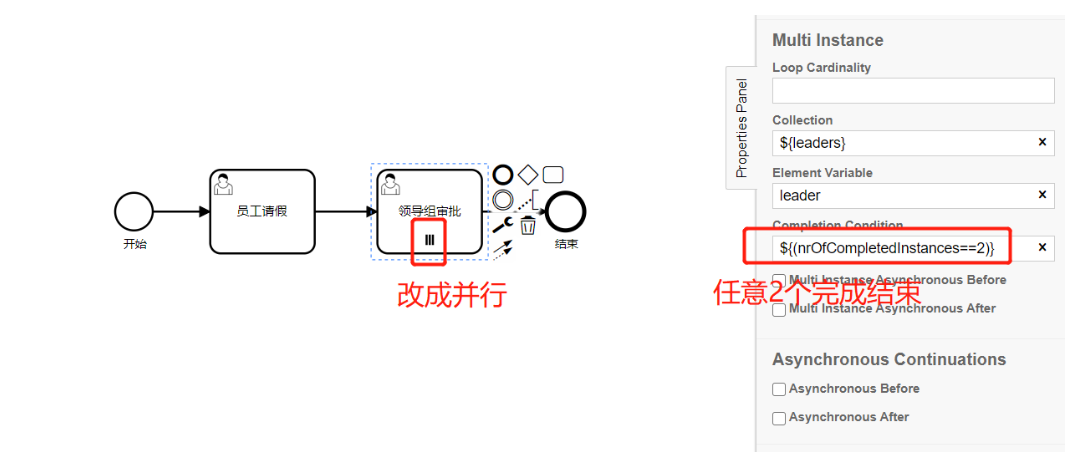 开始
员工请假
领导组审批
结束
改成并行
Properties Panel
Multi Instance
Loop Cardinality
Collection
${leaders}
Element Variable
leader
Completion Condition
${(nrOfCompletedInstances==2)}
任意2个完成结束
Multi Instance Asynchronous Before
Multi Instance Asynchronous After
Asynchronous Continuations
Asynchronous Before
Asynchronous After